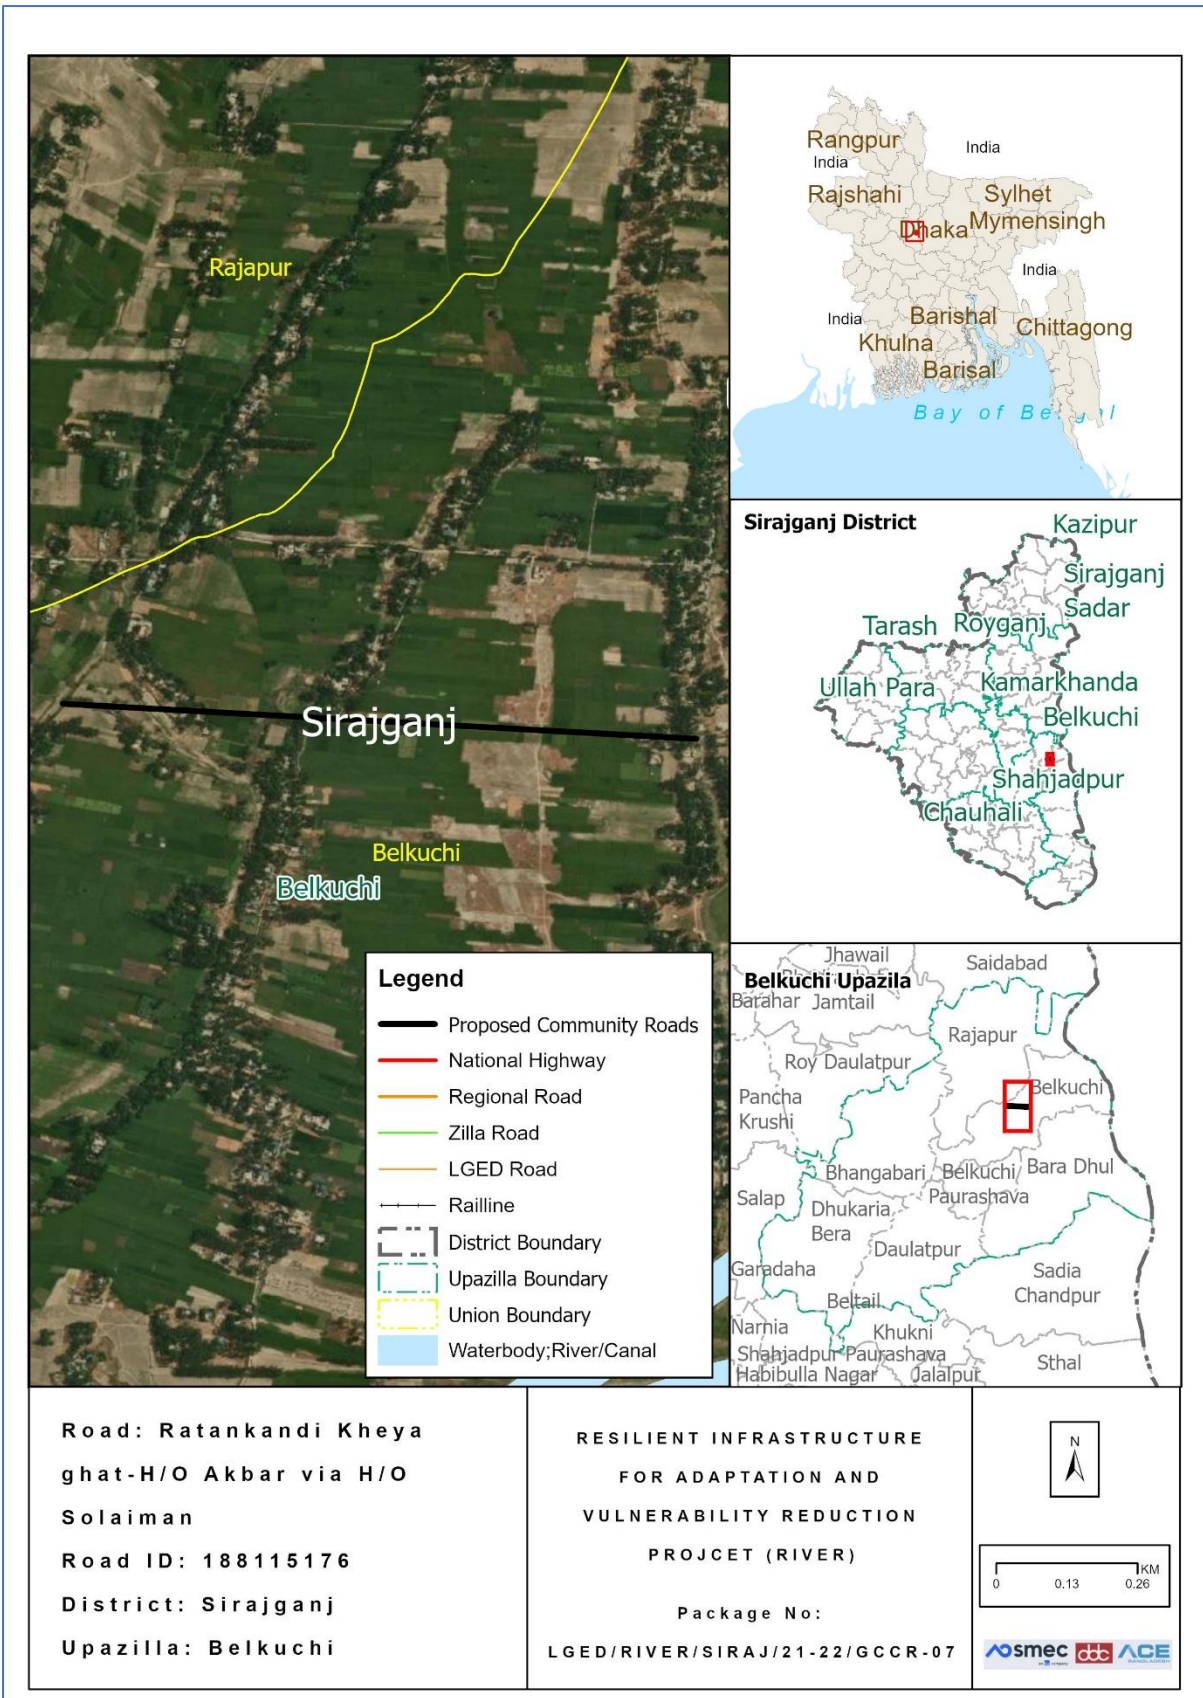 Rajapur
Sirajganj
Belkuchi
Belkuchi
Legend
Proposed Community Roads
National Highway
Regional Road
Zilla Road
LGED Road
Railline
District Boundary
Upazilla Boundary
Union Boundary
Waterbody;River/Canal
Rangpur
India
India
Rajshahi
Sylhet
Mymensingh
Dhaka
India
India
Barishal
Chittagong
Khulna
Barisal
Bay of Bengal
Sirajganj District
Kazipur
Sirajganj
Sadar
Tarash
Royganj
Ullah Para
Kamarkhanda
Belkuchi
Shahjadpur
Chauhali
Jhawail
Saidabad
Belkuchi Upazila
Barahar
Jamtail
Rajapur
Roy Daulatpur
Pancha
Krushi
Belkuchi
Bhangabari
Belkuchi
Paurashava
Bara Dhul
Salap
Dhukaria
Bera
Daulatpur
Garadaha
Sadia
Chandpur
Beltail
Narnia
Khukni
Shahjadpur Paurashava
Sthal
Habibulla Nagar
Jalalpur
Road: Ratankandi Kheya
ghat-H/O Akbar via H/O
Solaiman
Road ID: 188115176
District: Sirajganj
Upazilla: Belkuchi
RESILIENT INFRASTRUCTURE
FOR ADAPTATION AND
VULNERABILITY REDUCTION
PROJCET (RIVER)
Package No:
LGED/RIVER/SIRAJ/21-22/GCCR-07
N
KM
0 0.13 0.26
smec
dbc
ACE
BANGLADESH